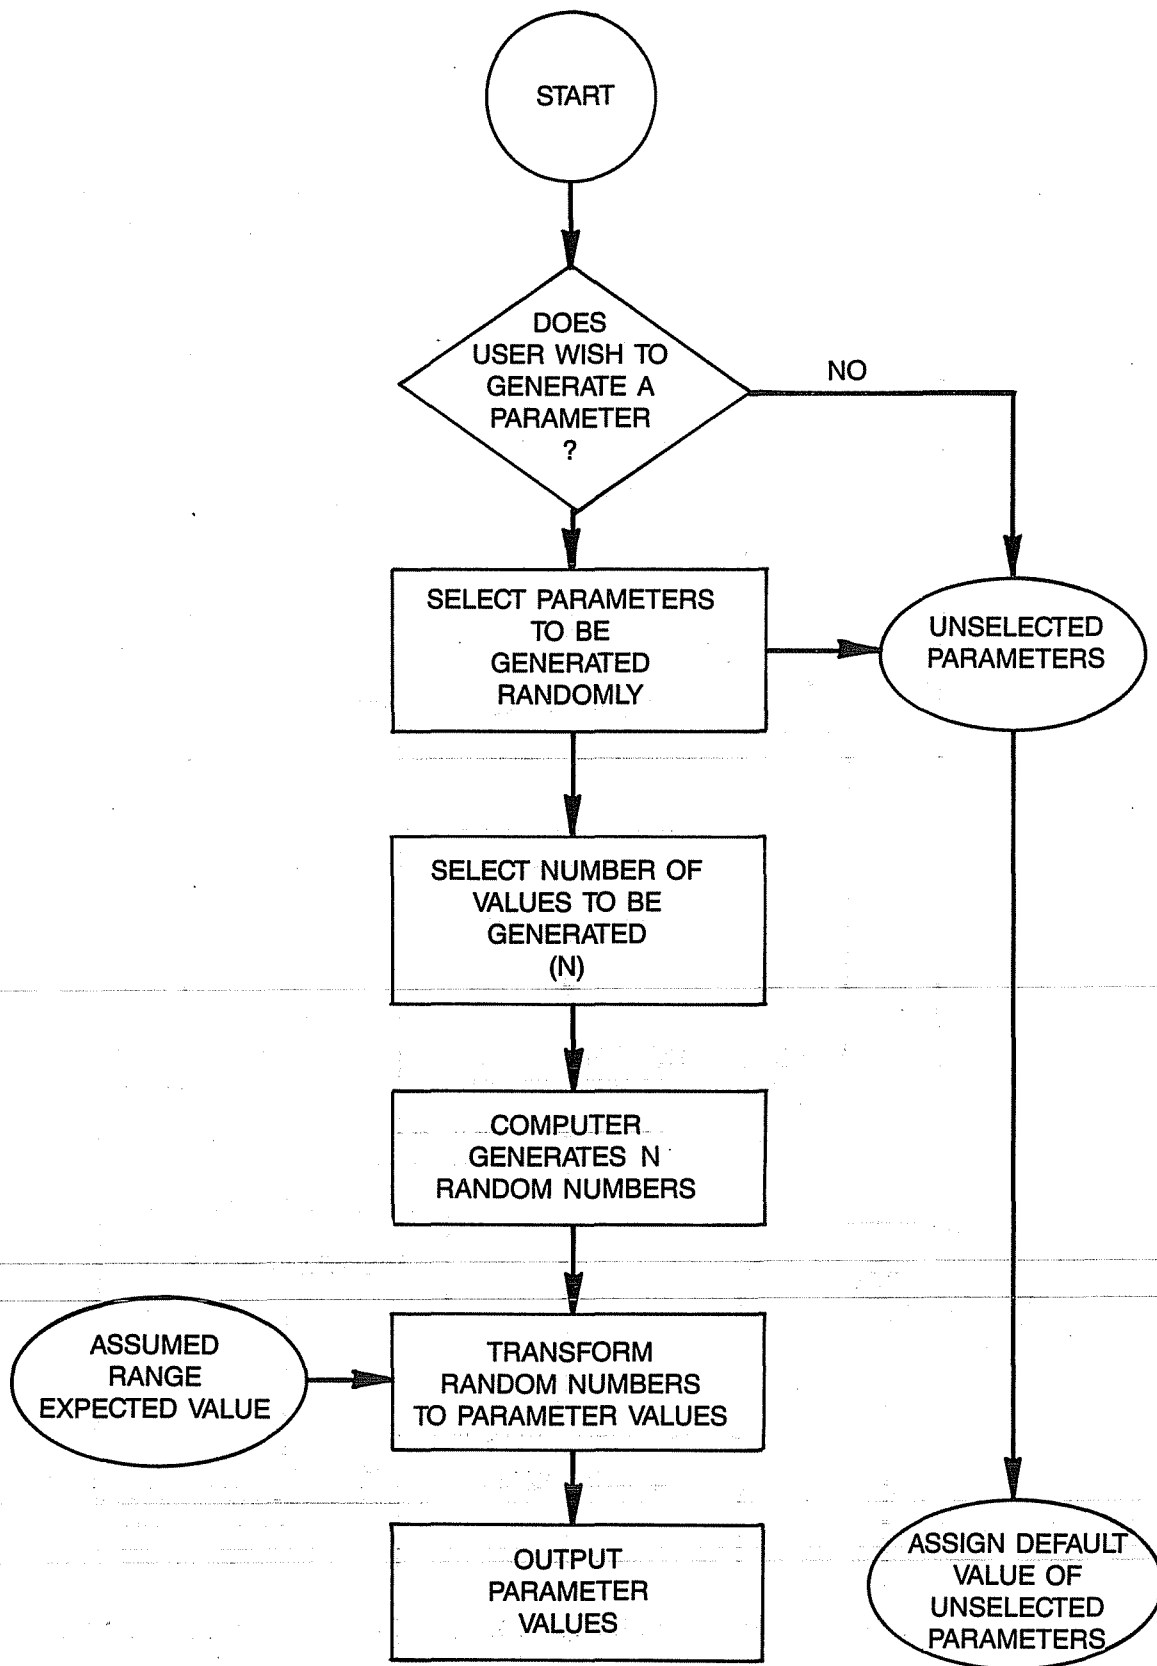 START
DOES
USER WISH TO
GENERATE A
PARAMETER
?
NO
SELECT PARAMETERS
TO BE
GENERATED
RANDOMLY
UNSELECTED
PARAMETERS
SELECT NUMBER OF
VALUES TO BE
GENERATED
(N)
COMPUTER
GENERATES N
RANDOM NUMBERS
ASSUMED
RANGE
EXPECTED VALUE
TRANSFORM
RANDOM NUMBERS
TO PARAMETER VALUES
OUTPUT
PARAMETER
VALUES
ASSIGN DEFAULT
VALUE OF
UNSELECTED
PARAMETERS